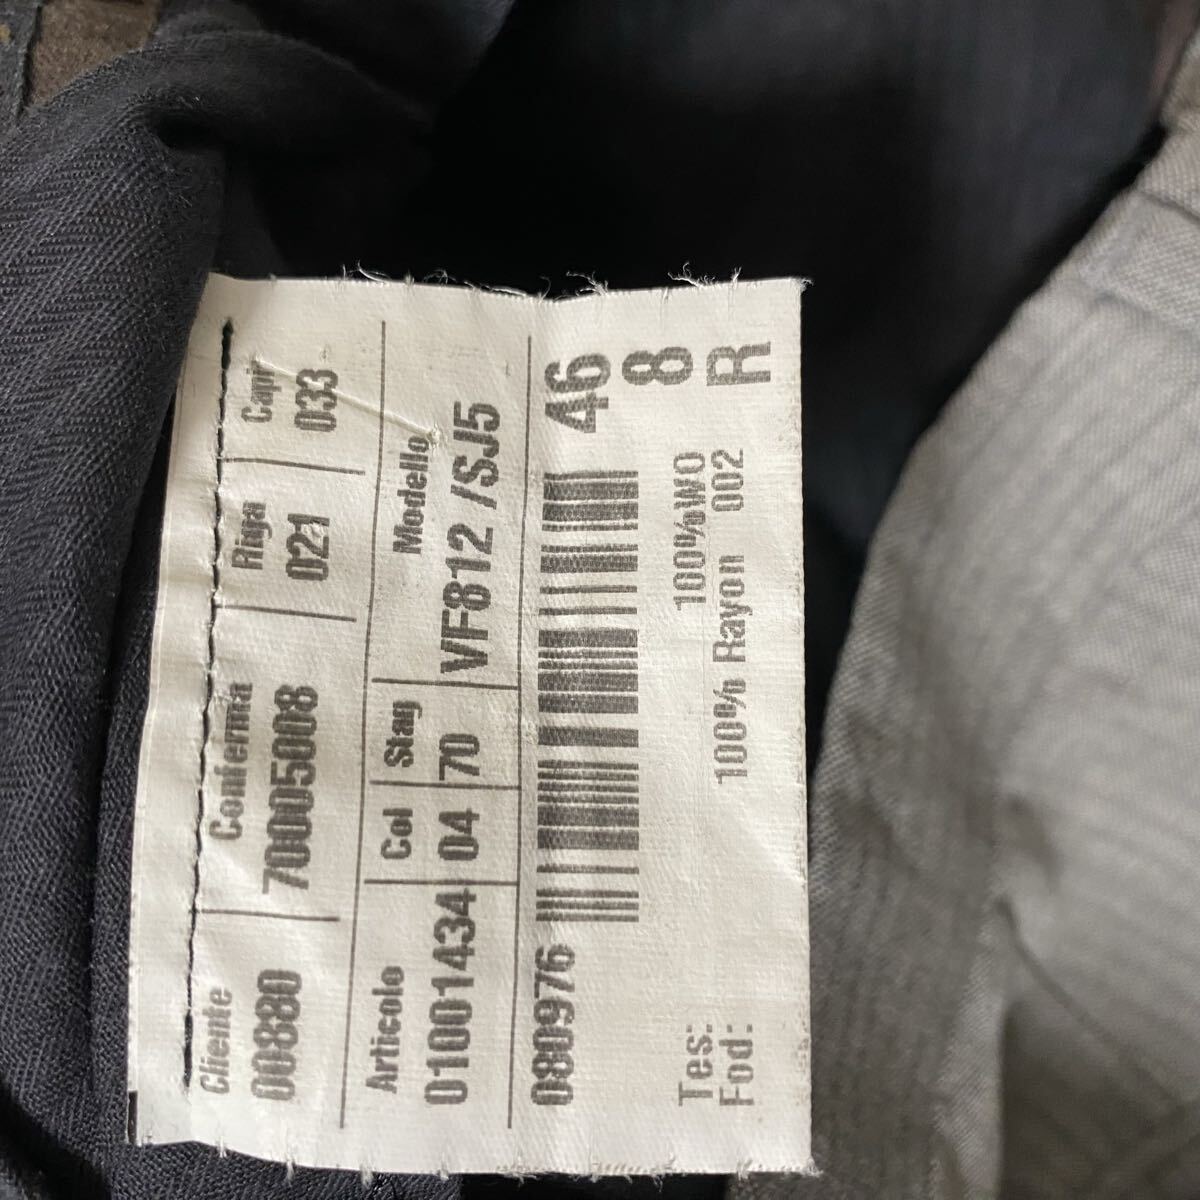 Cliente Conferma Riga Capi
00880 70005008 021 033
Articolo Col Stag Modello
01001434 04 70 VF812 /SJ5
080976 46
8
Tes: 100%WO R
Fod: 100% Rayon 002